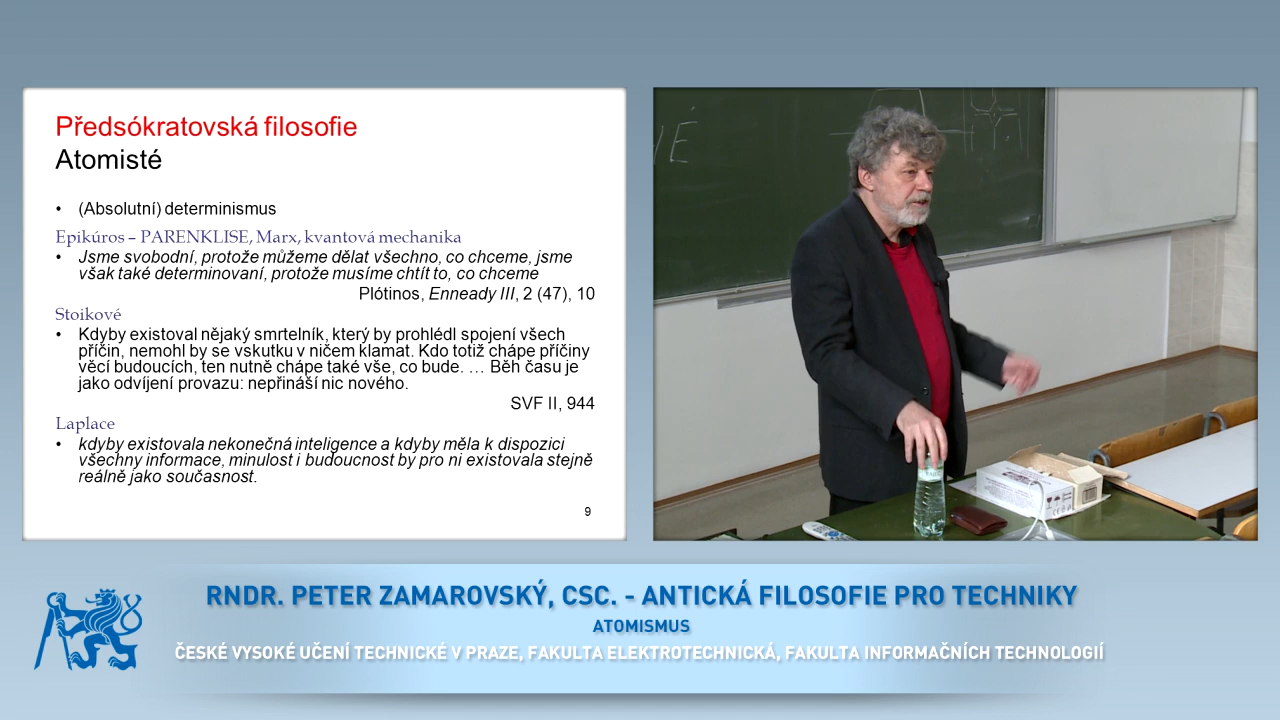 Předsókratovská filosofie
Atomisté
• (Absolutní) determinismus
Epikúros – PARENKLISE, Marx, kvantová mechanika
• Jsme svobodní, protože můžeme dělat všechno, co chceme, jsme
však také determinovaní, protože musíme chtít to, co chceme
Plótinos, Enneady III, 2 (47), 10
Stoikové
• Kdyby existoval nějaký smrtelník, který by prohlédl spojení všech
příčin, nemohl by se vskutku v ničem klamat. Kdo totiž chápe příčiny
věcí budoucích, ten nutně chápe také vše, co bude. … Běh času je
jako odvíjení provazu: nepřináší nic nového.
SVF II, 944
Laplace
• kdyby existovala nekonečná inteligence a kdyby měla k dispozici
všechny informace, minulost i budoucnost by pro ni existovala stejně
reálně jako současnost.
9
RNDR. PETER ZAMAROVSKÝ, CSC. - ANTICKÁ FILOSOFIE PRO TECHNIKY
ATOMISMUS
ČESKÉ VYSOKÉ UČENÍ TECHNICKÉ V PRAZE, FAKULTA ELEKTROTECHNICKÁ, FAKULTA INFORMAČNÍCH TECHNOLOGIÍ